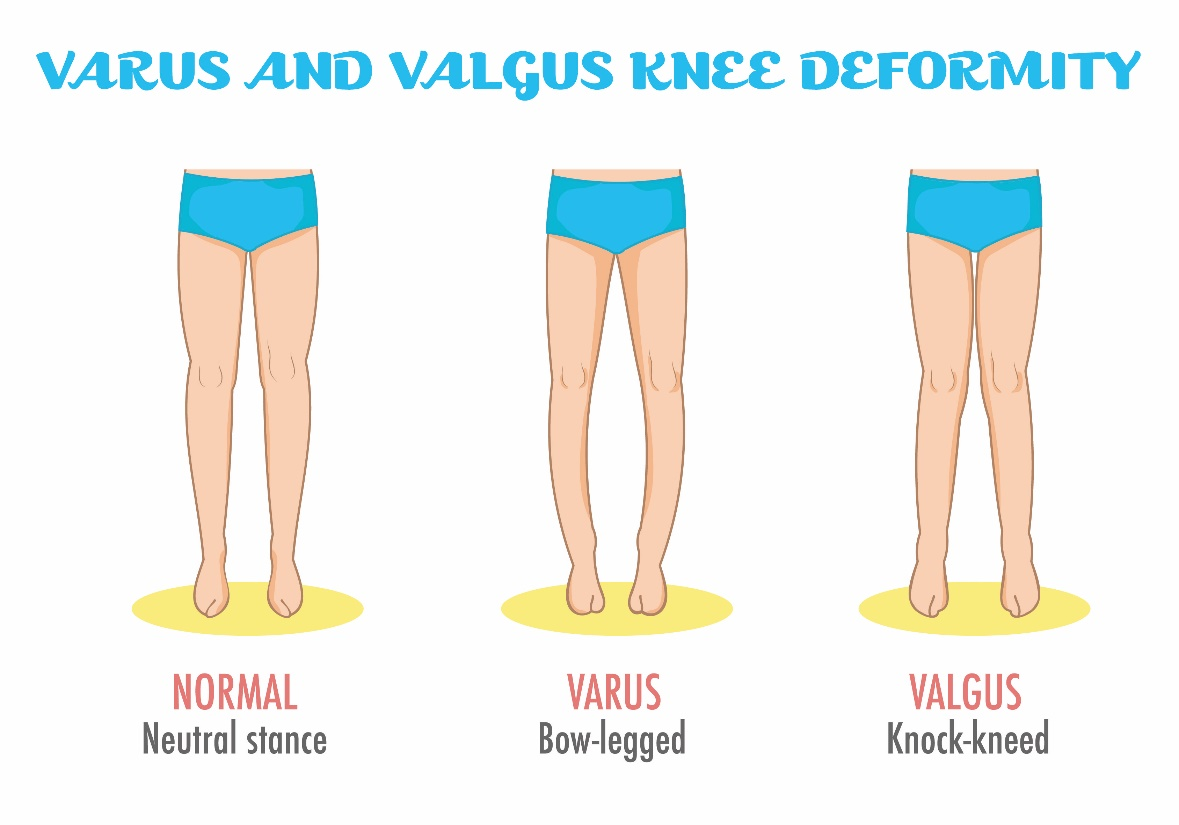 VARUS AND VALGUS KNEE DEFORMITY
NORMAL
Neutral stance
VARUS
Bow-legged
VALGUS
Knock-kneed